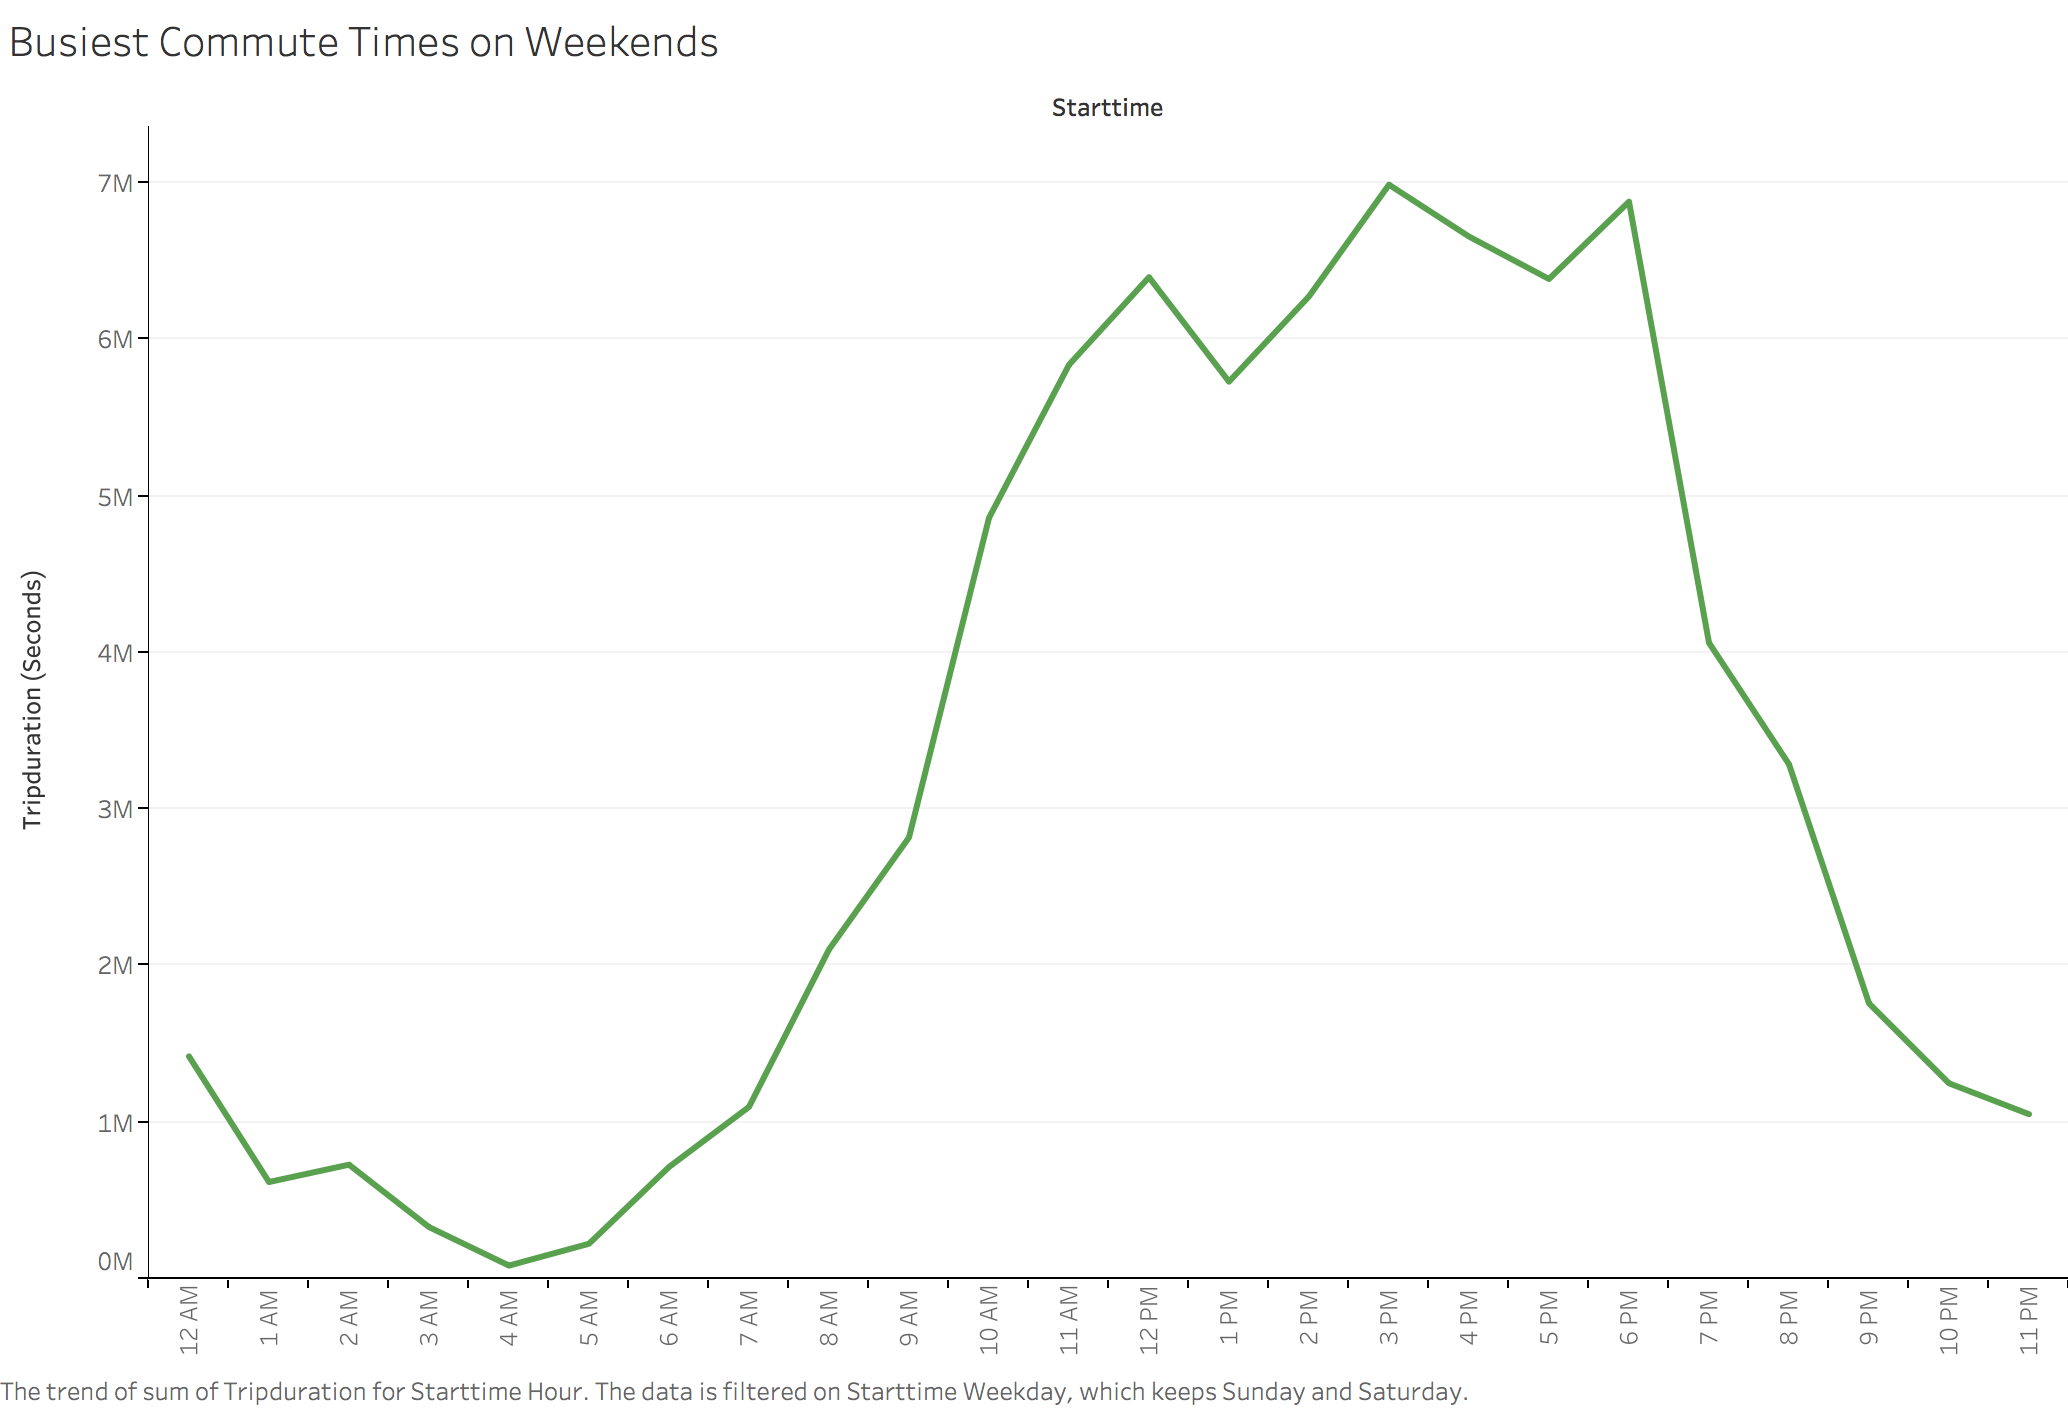 Busiest Commute Times on Weekends
Starttime
7M
6M
5M
4M
3M
2M
1M
0M
Tripduration (Seconds)
12 AM
1 AM
2 AM
3 AM
4 AM
5 AM
6 AM
7 AM
8 AM
9 AM
10 AM
11 AM
12 PM
1 PM
2 PM
3 PM
4 PM
5 PM
6 PM
7 PM
8 PM
9 PM
10 PM
11 PM
The trend of sum of Tripduration for Starttime Hour. The data is filtered on Starttime Weekday, which keeps Sunday and Saturday.